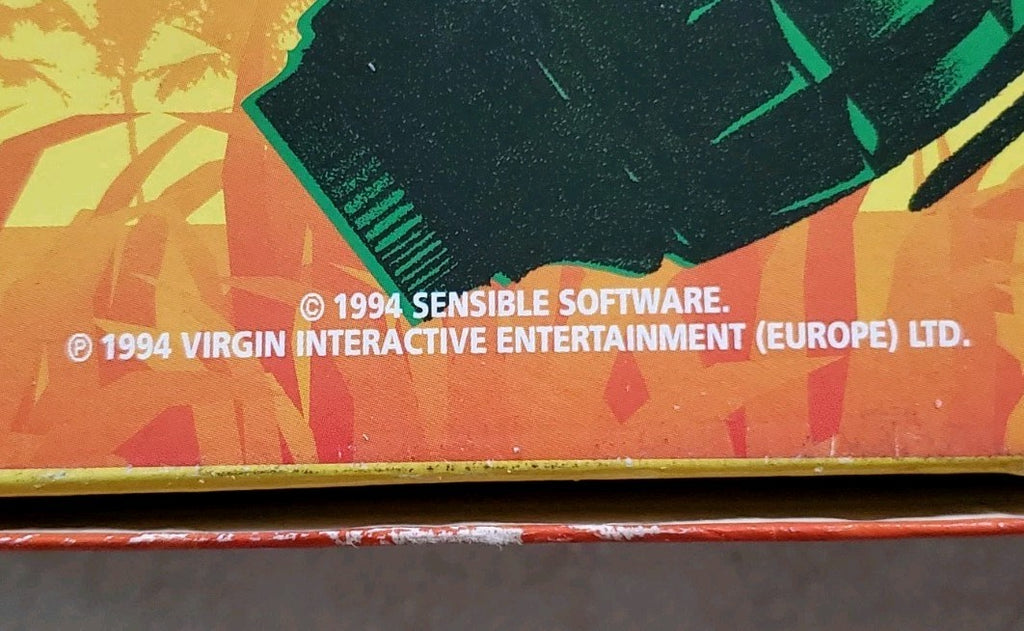 © 1994 SENSIBLE SOFTWARE.
℗ 1994 VIRGIN INTERACTIVE ENTERTAINMENT (EUROPE) LTD.